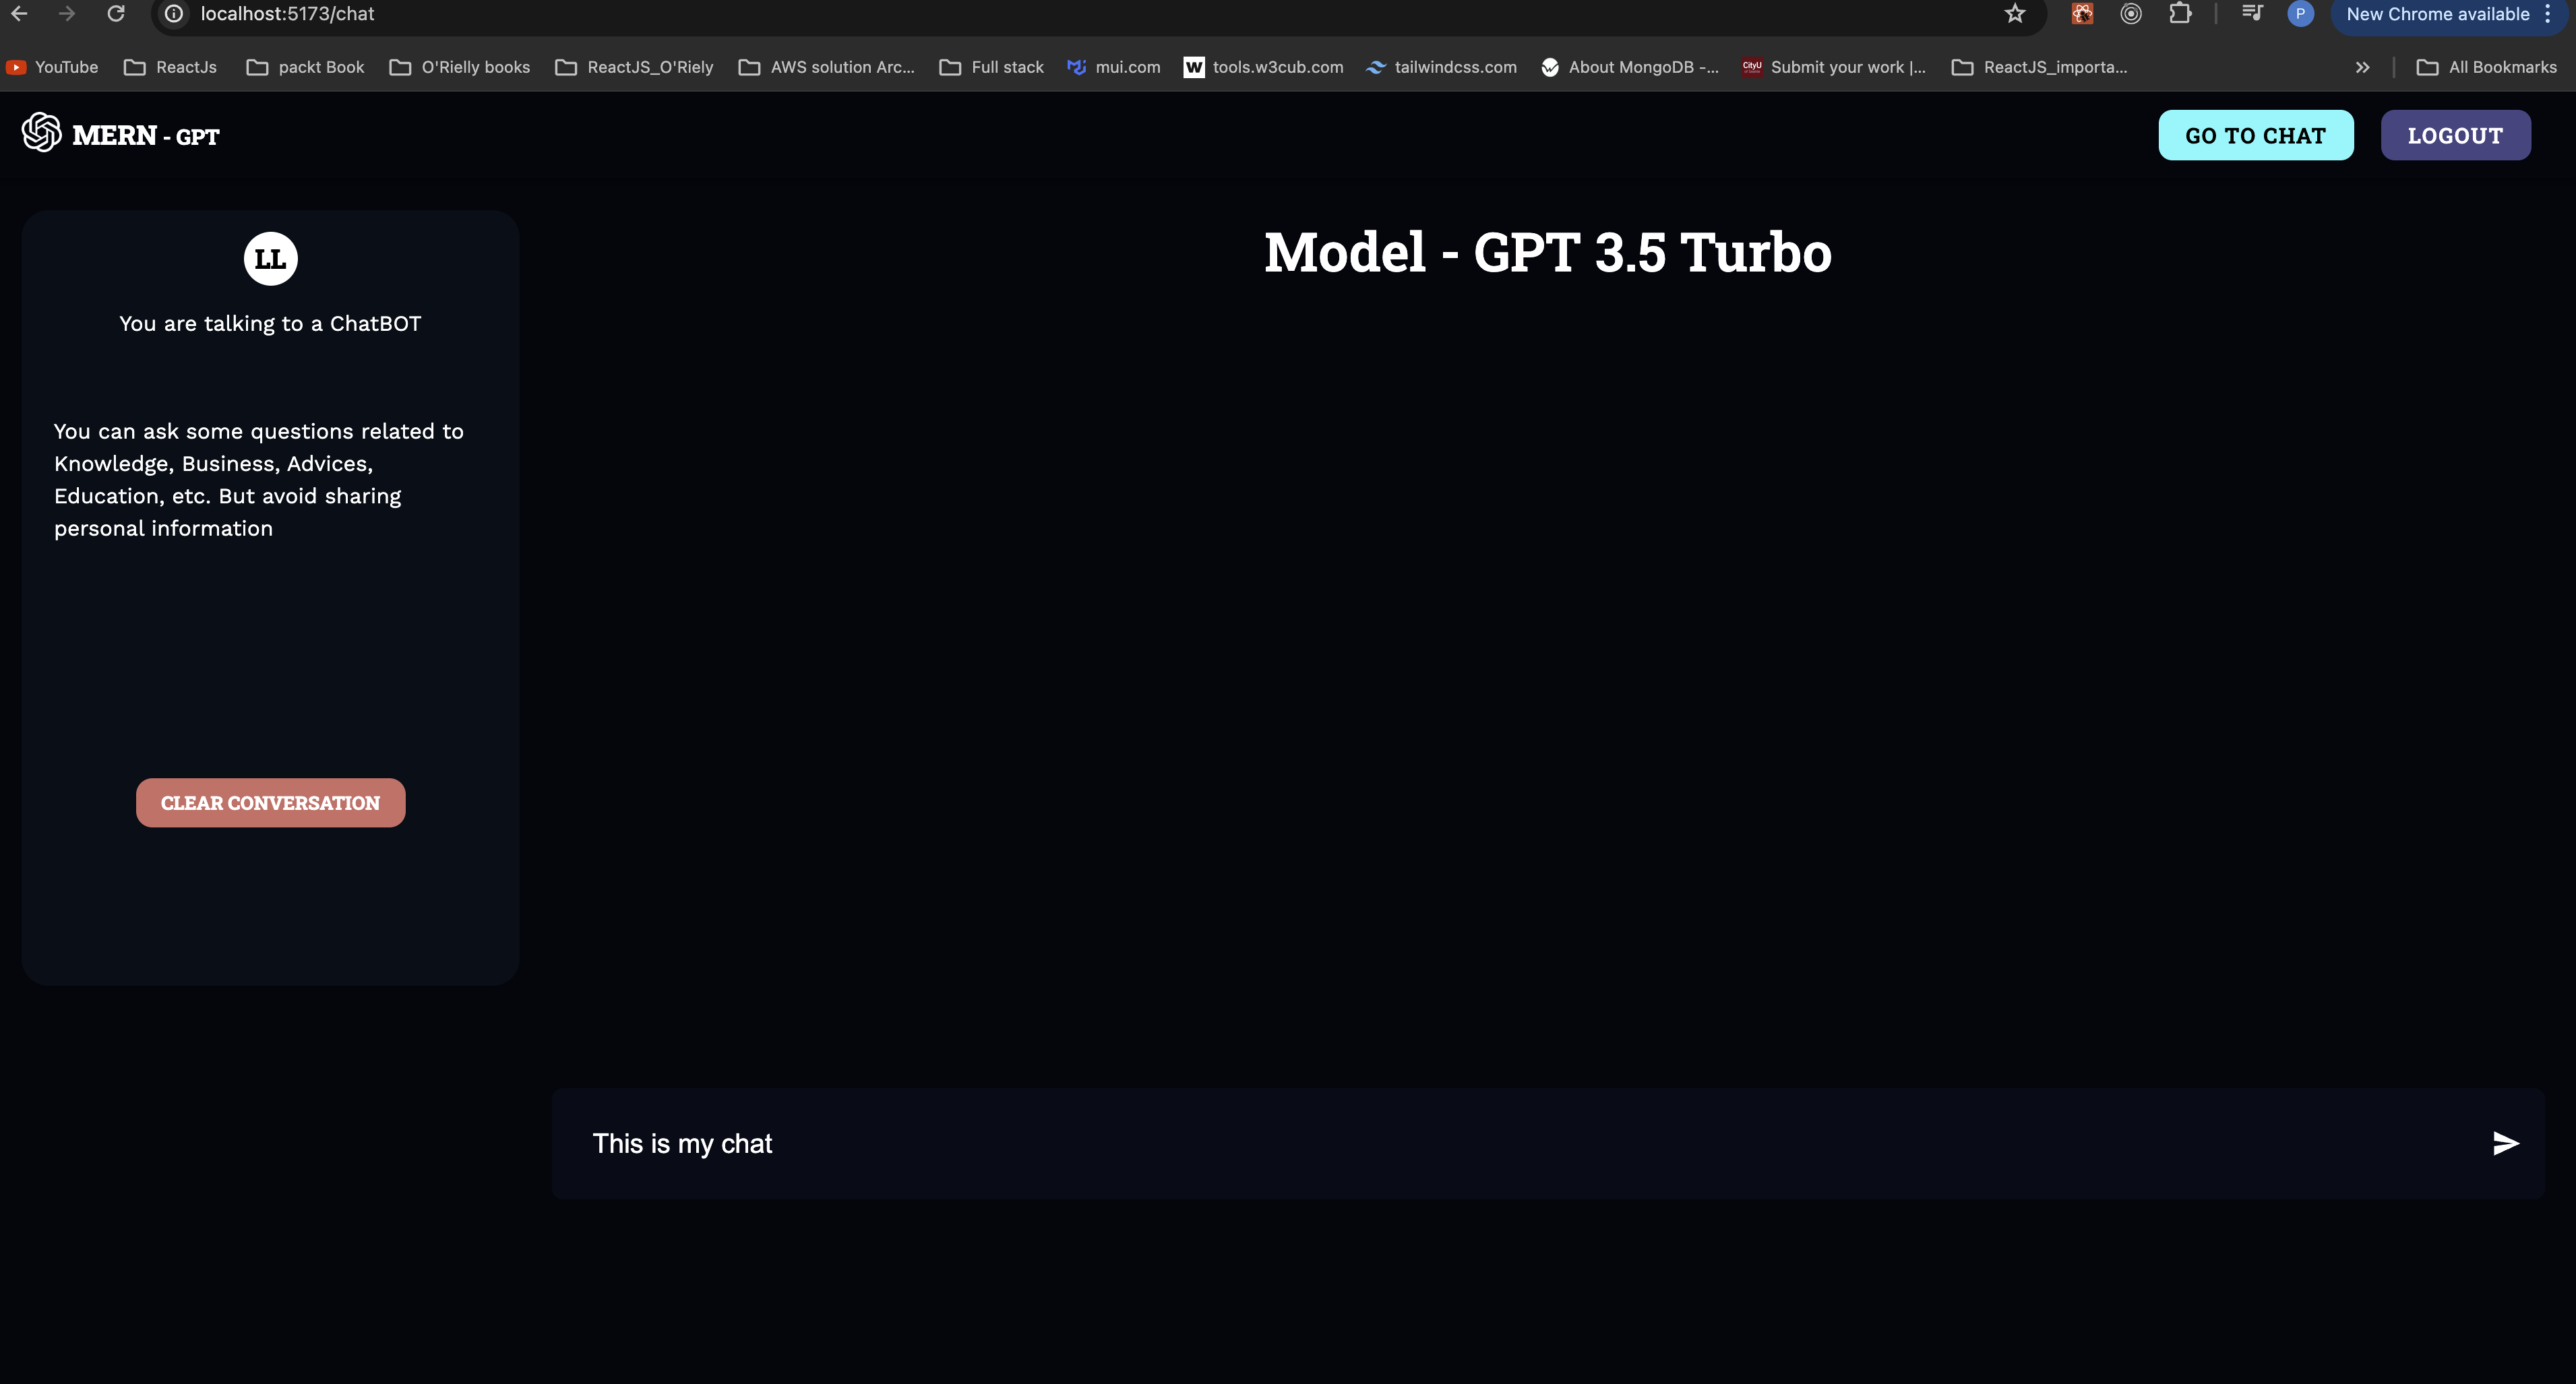 localhost:5173/chat
P
New Chrome available
YouTube
ReactJs
packt Book
O'Rielly books
ReactJS_O'Riely
AWS solution Arc...
Full stack
mui.com
W
tools.w3cub.com
tailwindcss.com
About MongoDB -...
CityU
Submit your work |...
ReactJS_importa...
All Bookmarks
MERN - GPT
GO TO CHAT
LOGOUT
LL
You are talking to a ChatBOT
You can ask some questions related to
Knowledge, Business, Advices,
Education, etc. But avoid sharing
personal information
CLEAR CONVERSATION
Model - GPT 3.5 Turbo
This is my chat